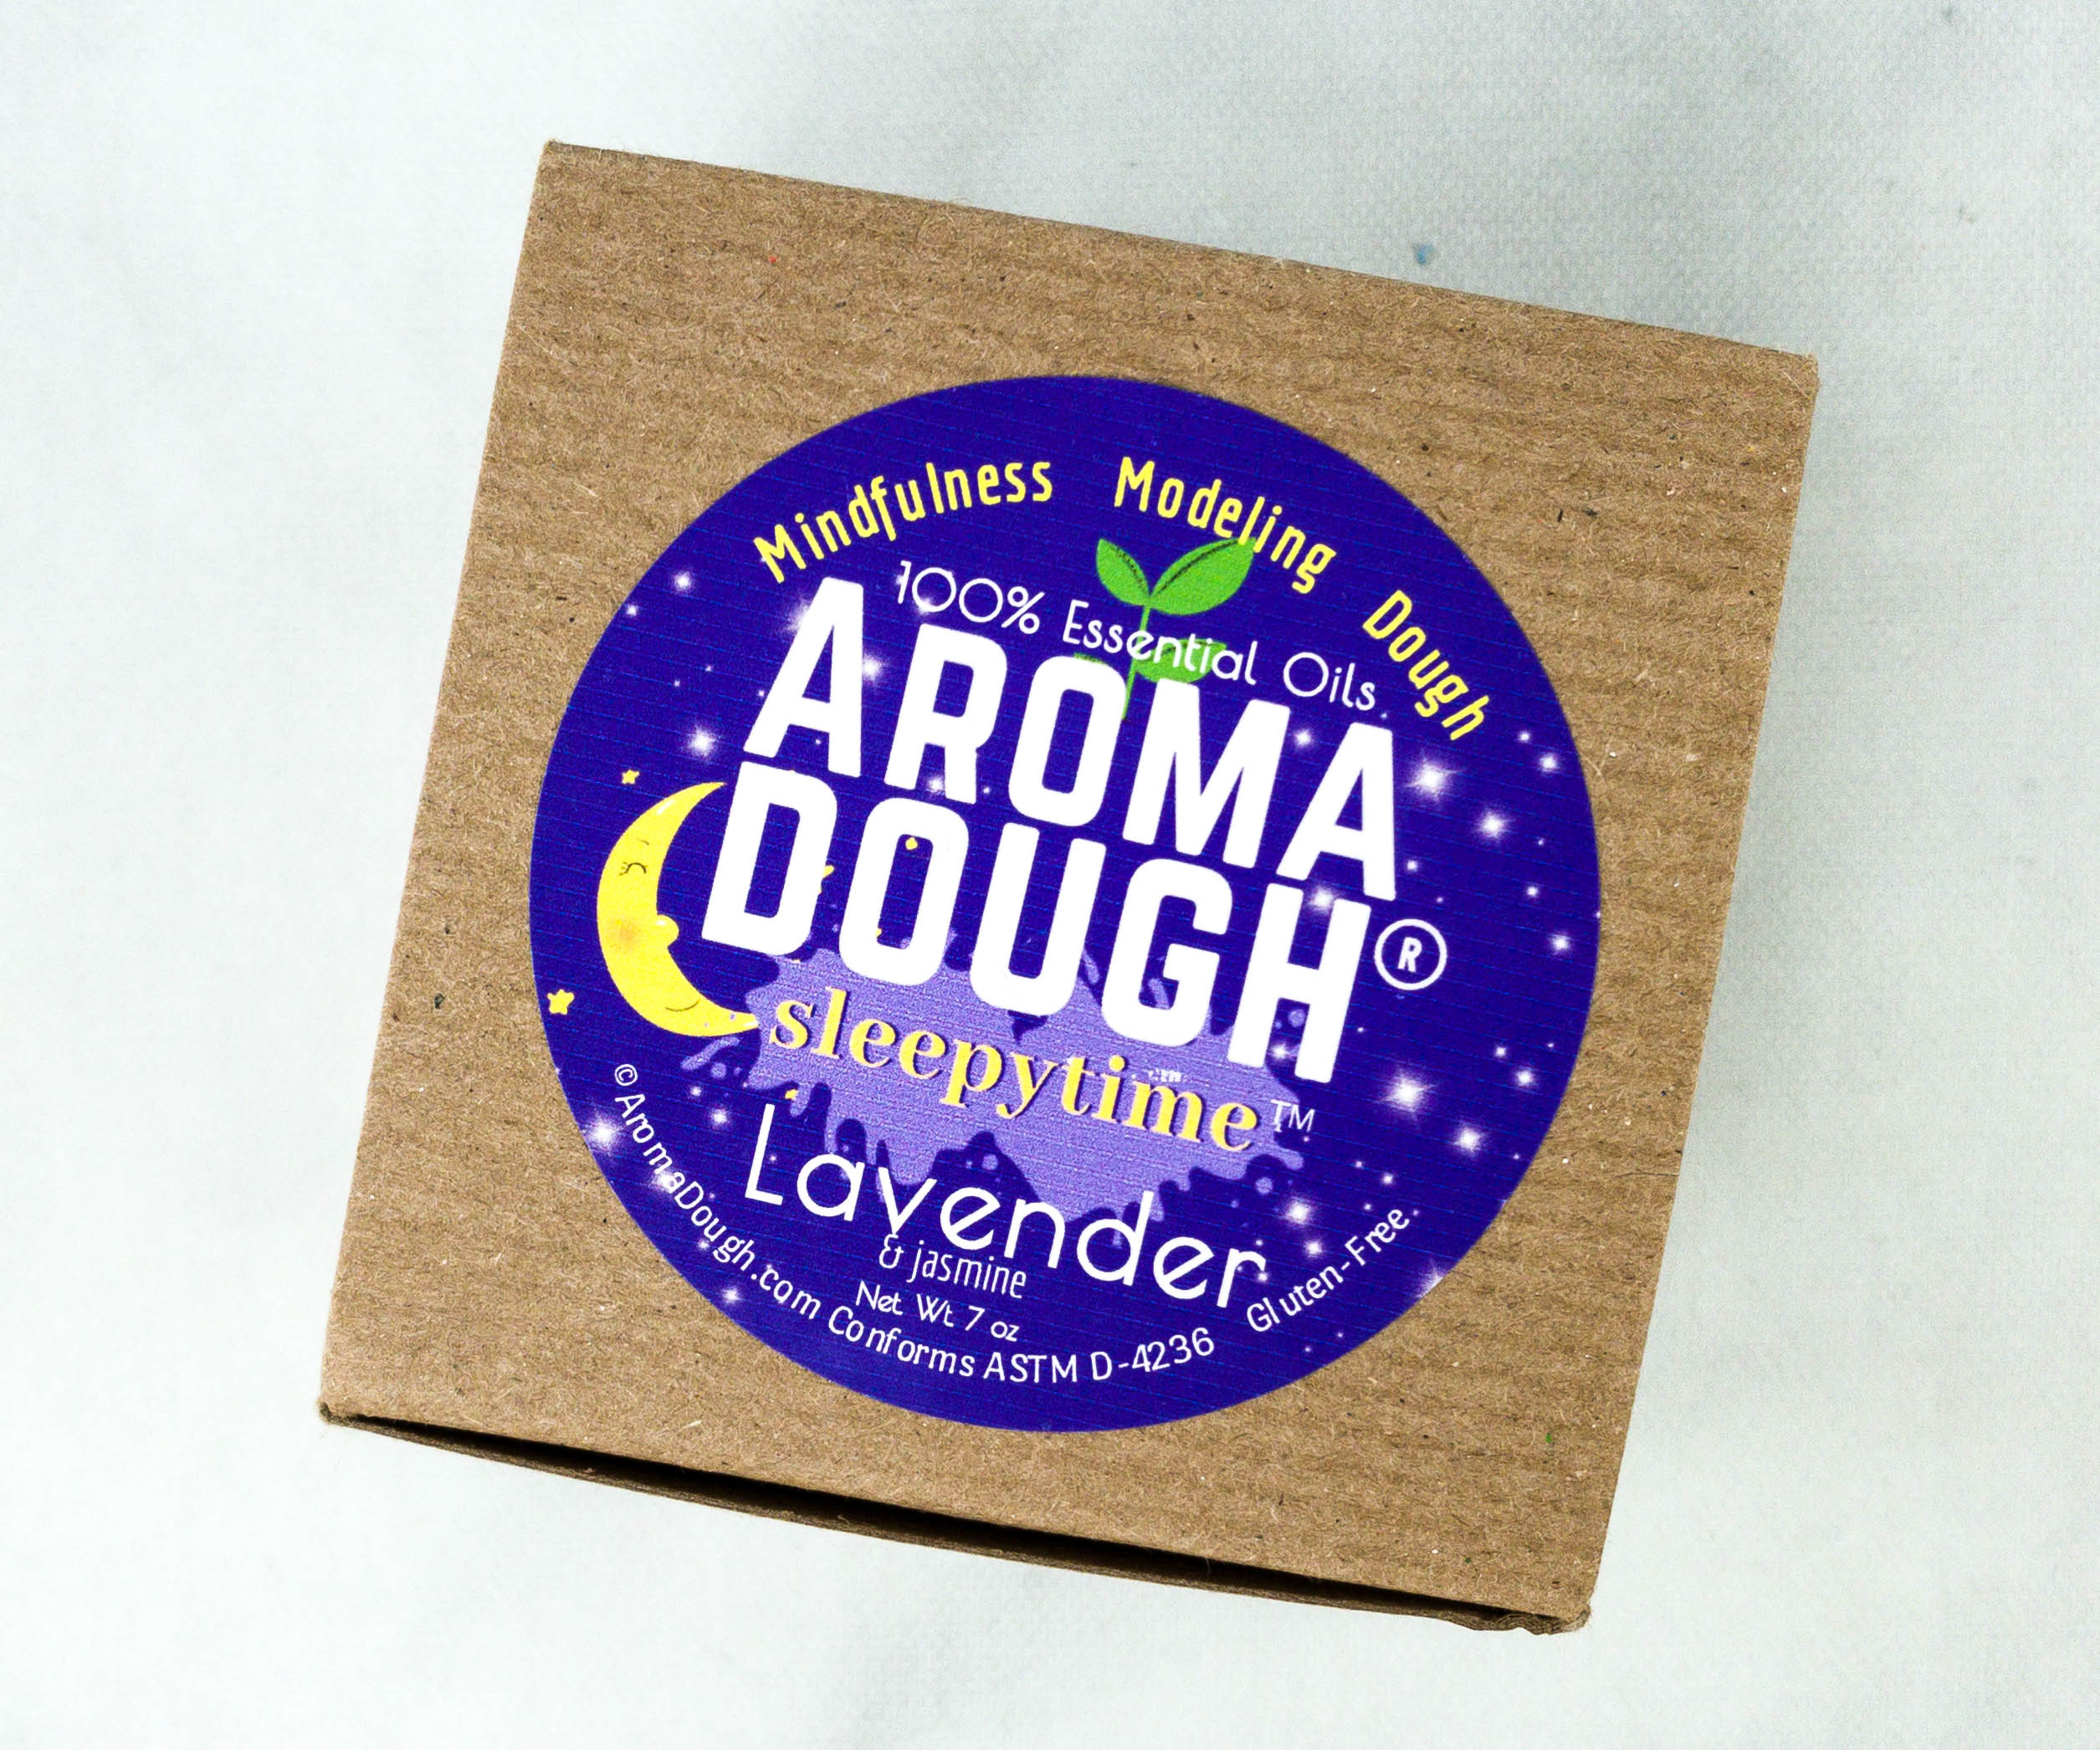 Mindfulness Modeling Dough
100% Essential Oils
AROMA
DOUGH®
sleepytime™
Lavender
& jasmine
Net Wt 7 oz
© AromaDough.com Conforms ASTM D-4236 Gluten-Free